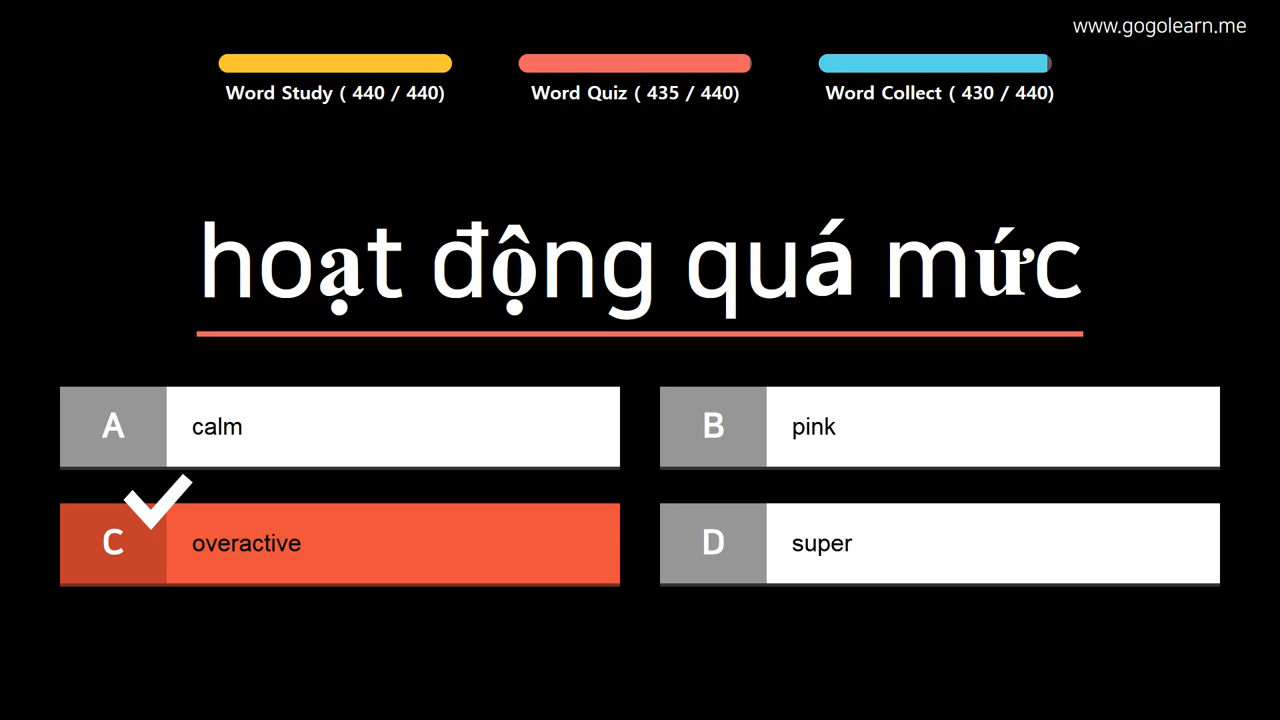 www.gogolearn.me
Word Study ( 440 / 440)
Word Quiz ( 435 / 440)
Word Collect ( 430 / 440)
hoạt động quá mức
A calm
B pink
C overactive
D super